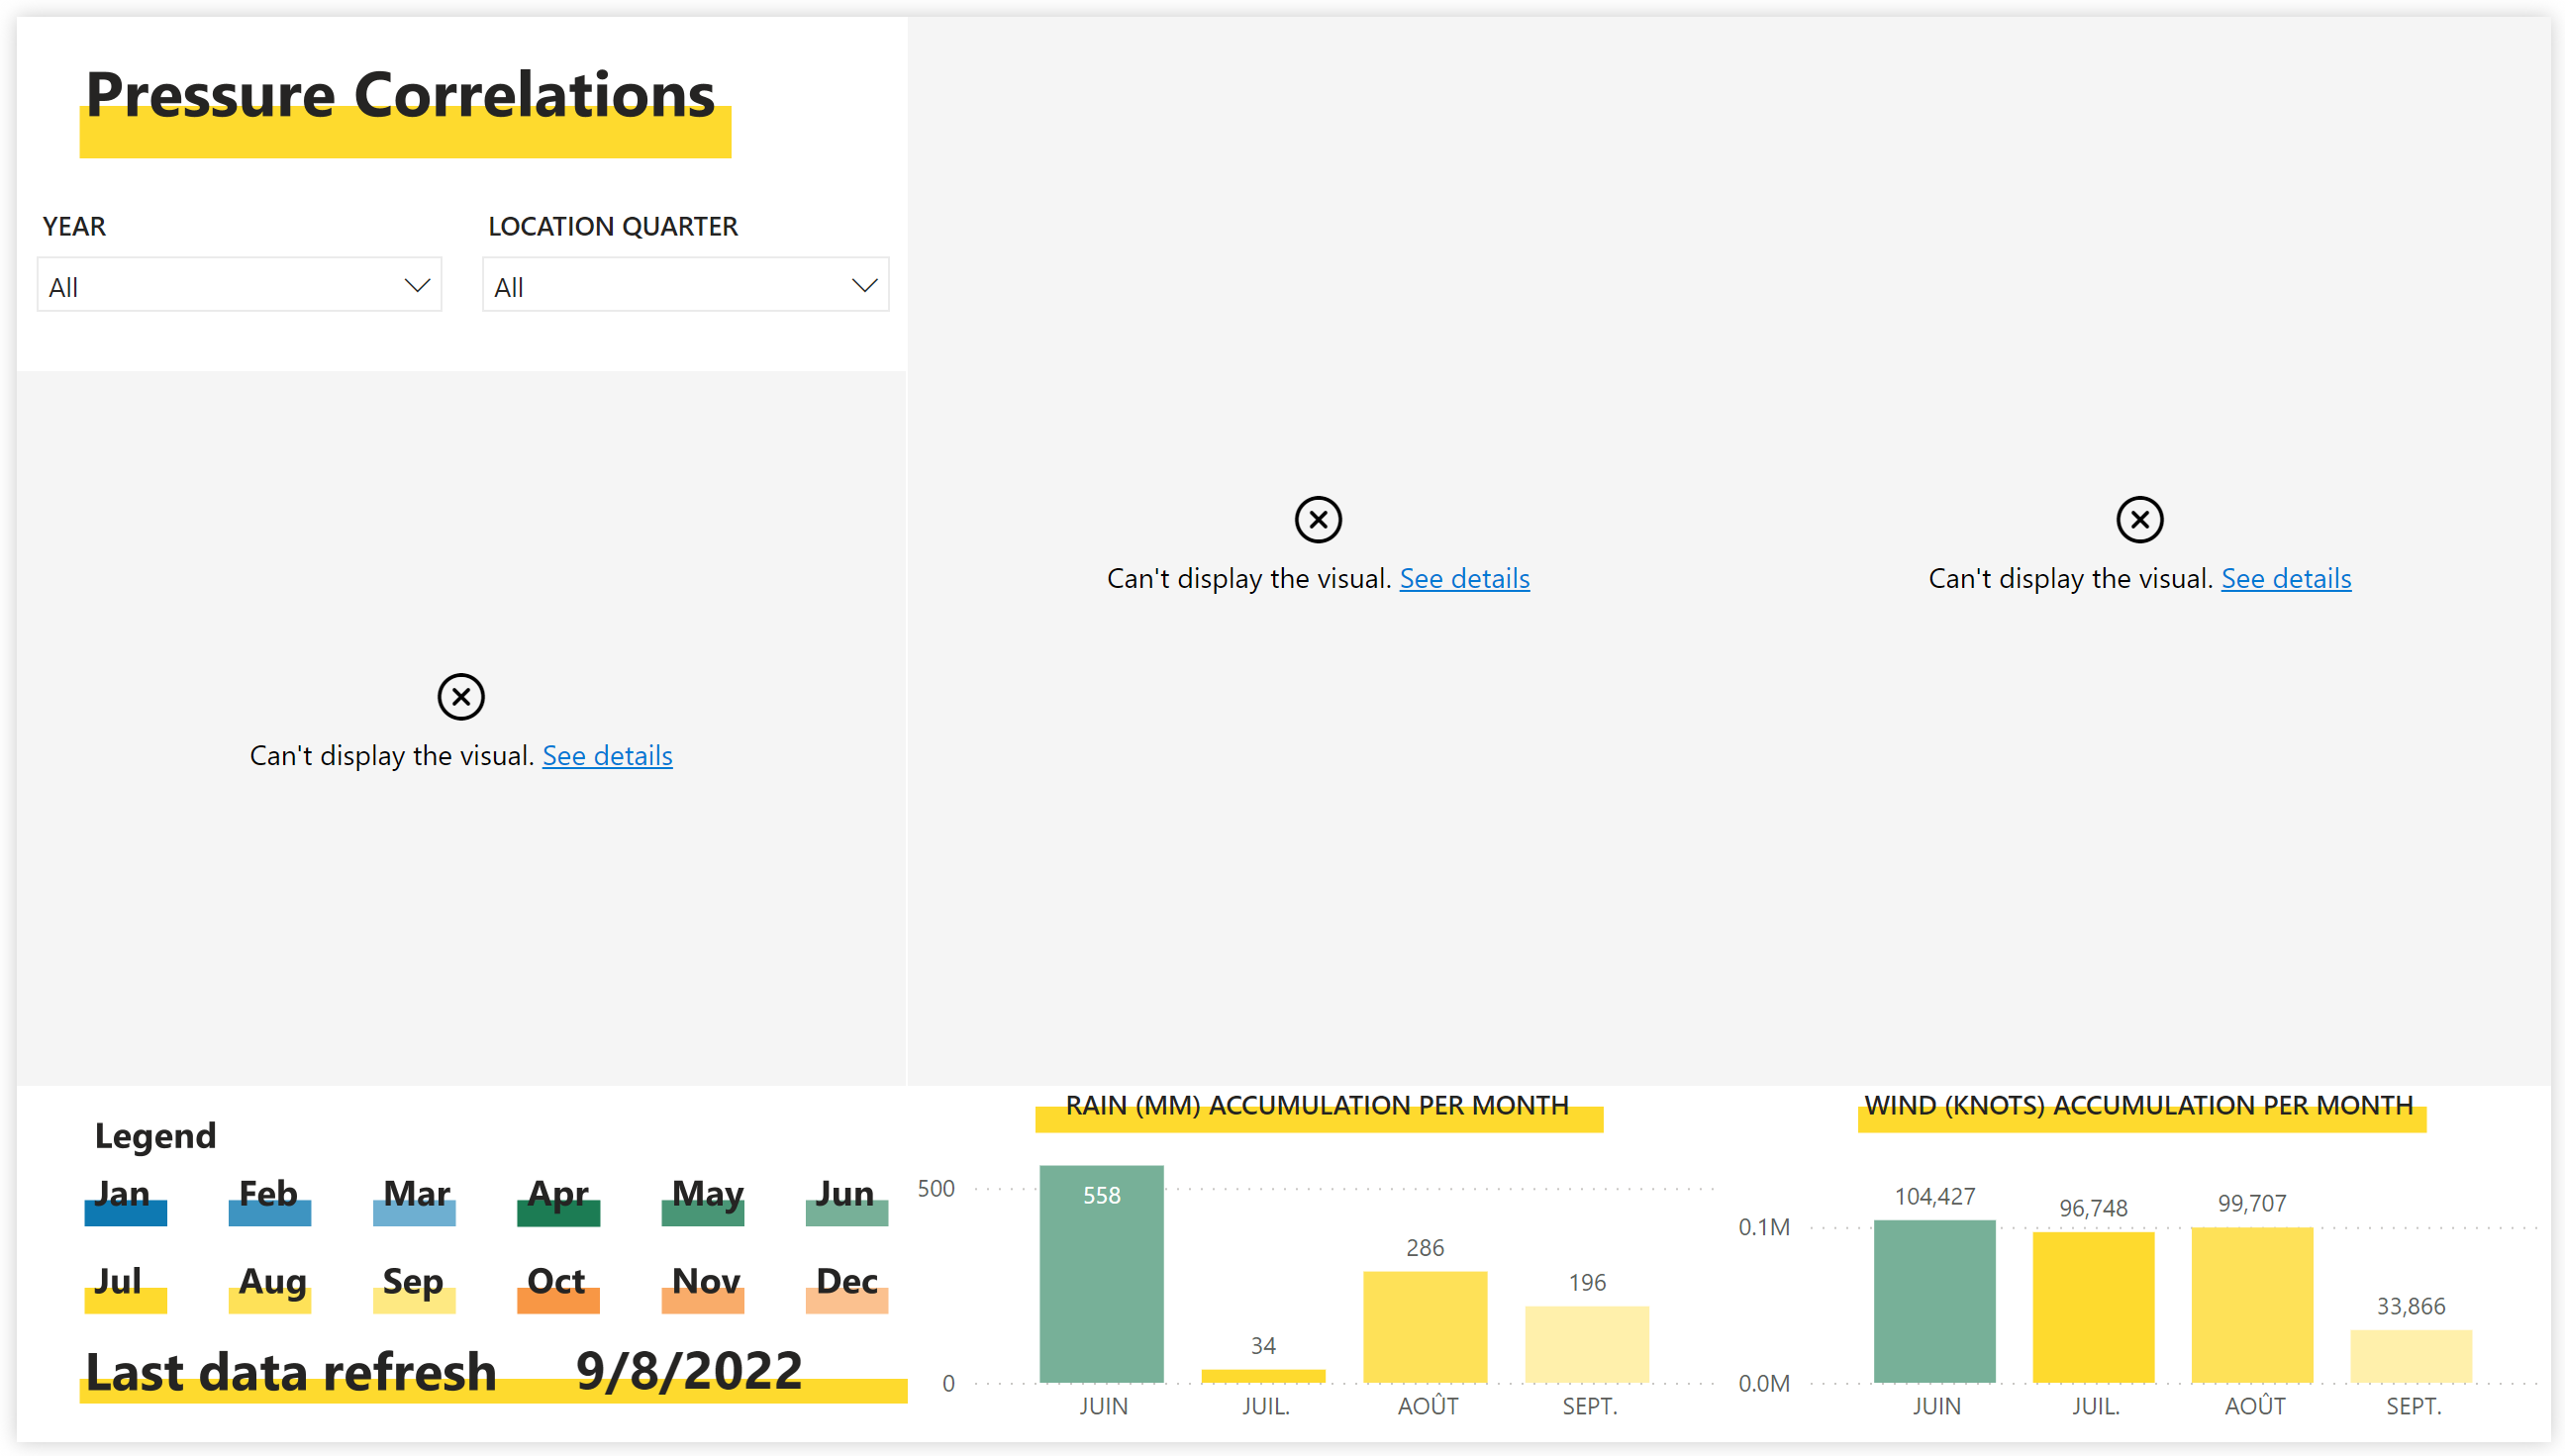 Pressure Correlations
YEAR
LOCATION QUARTER
All
All
Can't display the visual. See details
Can't display the visual. See details
Can't display the visual. See details
Legend
Jan Feb Mar Apr May Jun
Jul Aug Sep Oct Nov Dec
Last data refresh 9/8/2022
RAIN (MM) ACCUMULATION PER MONTH
500
0
558
34
286
196
JUIN JUIL. AOÛT SEPT.
WIND (KNOTS) ACCUMULATION PER MONTH
0.1M
0.0M
104,427
96,748
99,707
33,866
JUIN JUIL. AOÛT SEPT.